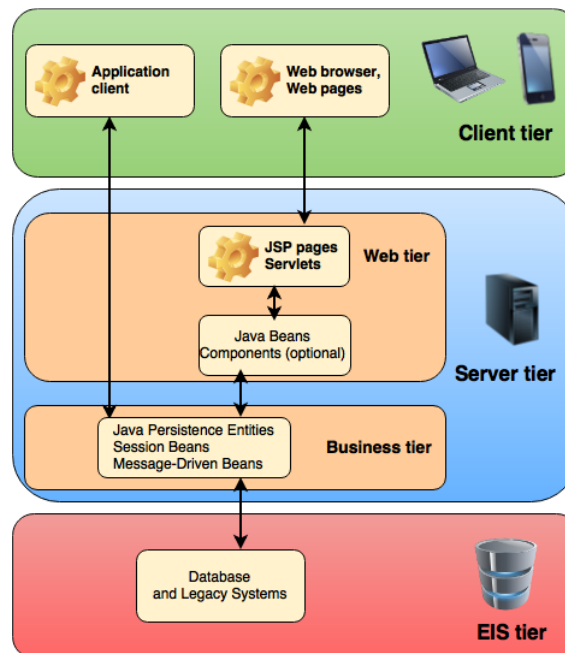 Application
client
Web browser,
Web pages
Client tier
JSP pages
Servlets
Web tier
Java Beans
Components (optional)
Server tier
Java Persistence Entities
Session Beans
Message-Driven Beans
Business tier
Database
and Legacy Systems
EIS tier